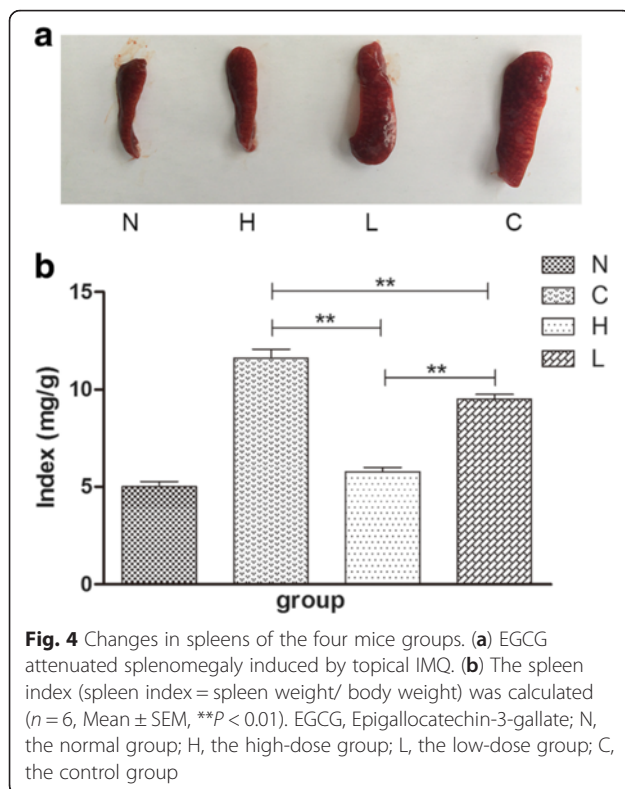 a
N H L C
b
N
C
H
L
15
10
5
0
Index (mg/g)
**
**
**
group
Fig. 4 Changes in spleens of the four mice groups. (a) EGCG
attenuated splenomegaly induced by topical IMQ. (b) The spleen
index (spleen index = spleen weight/ body weight) was calculated
(n = 6, Mean ± SEM, **P < 0.01). EGCG, Epigallocatechin-3-gallate; N,
the normal group; H, the high-dose group; L, the low-dose group; C,
the control group